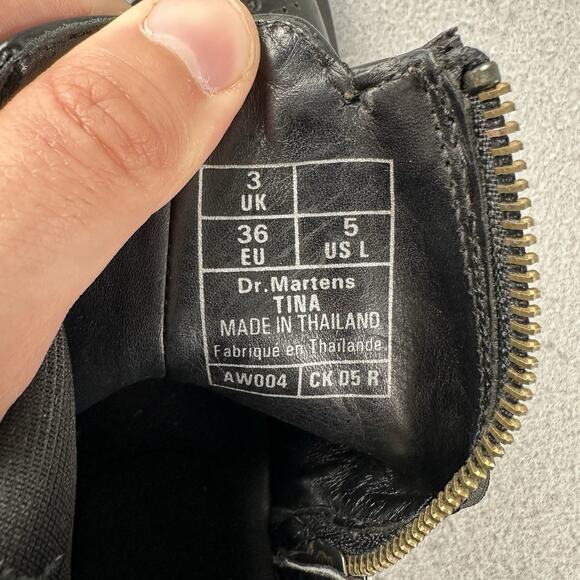 3
UK
36
EU
5
US L
Dr.Martens
TINA
MADE IN THAILAND
Fabriqué en Thaïlande
AW004
CK 05 R